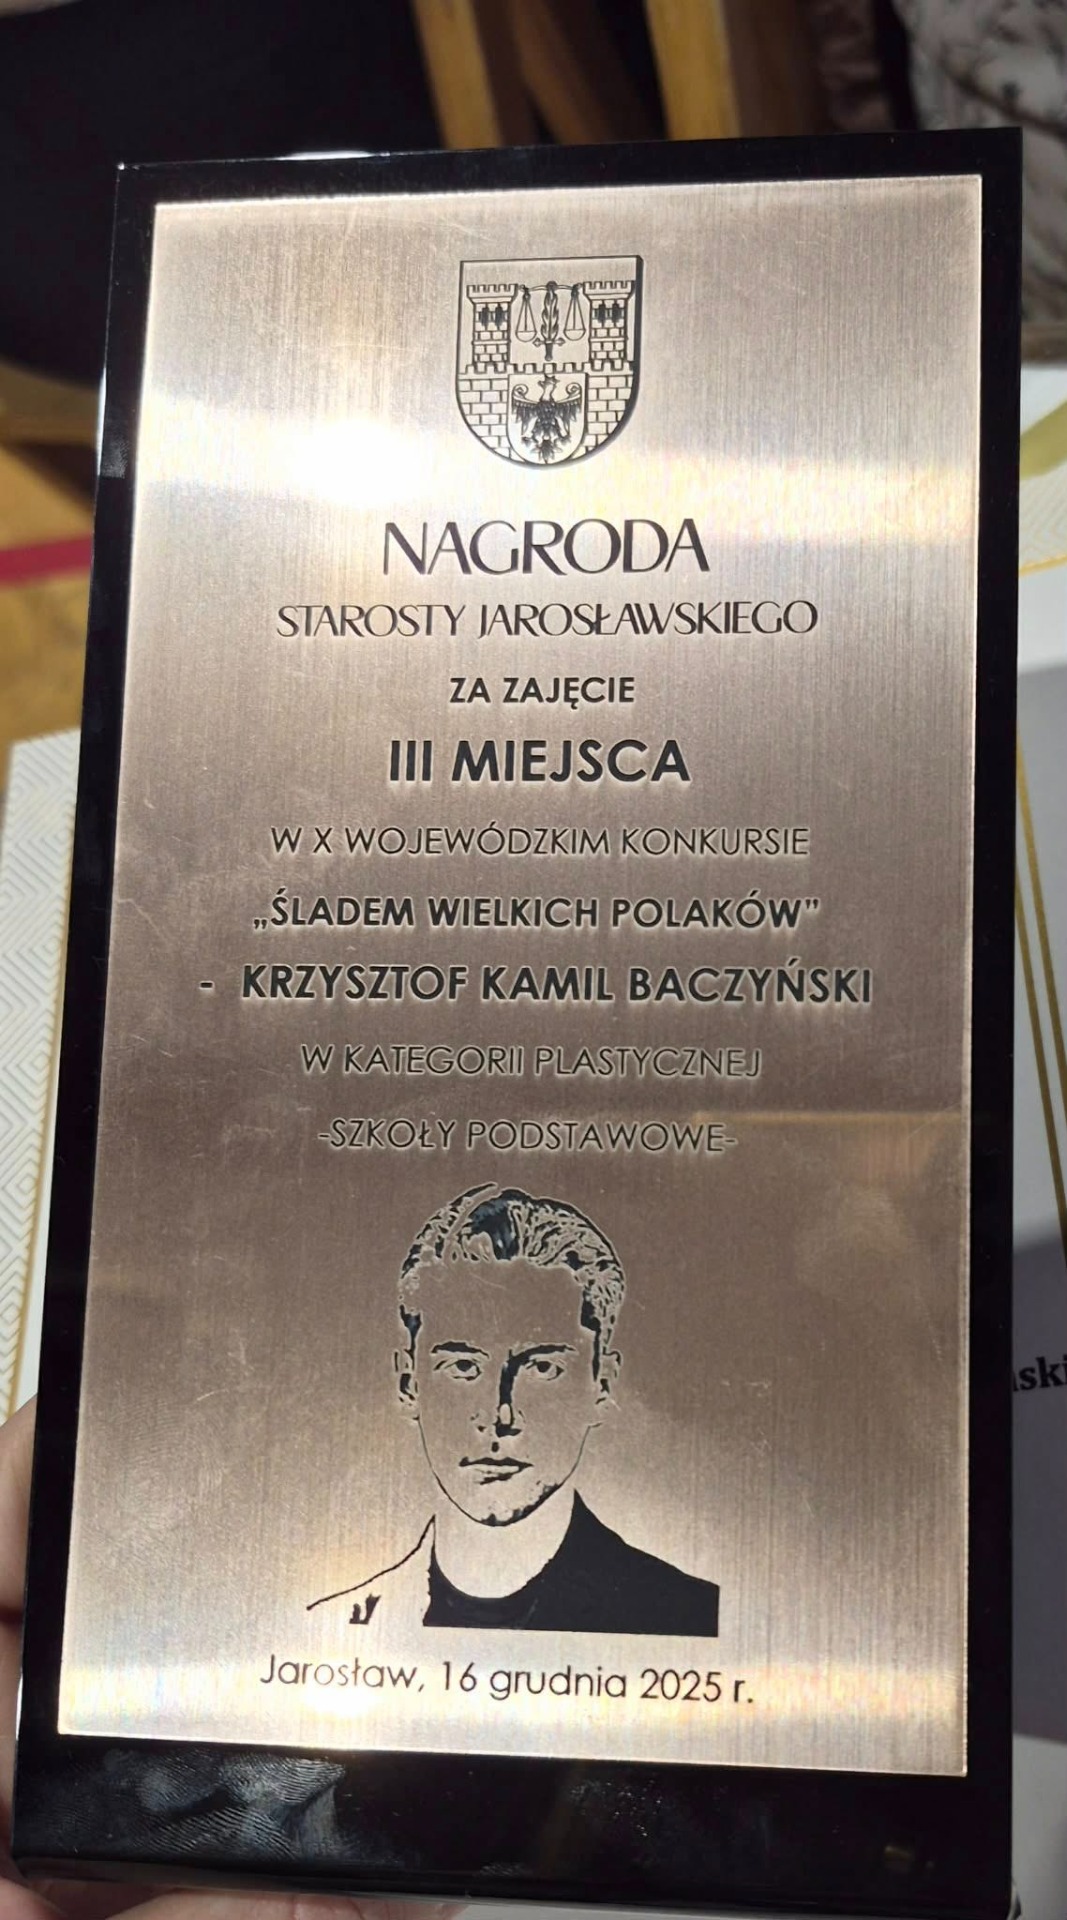 NAGRODA
STAROSTY JAROSŁAWSKIEGO
ZA ZAJĘCIE
III MIEJSCA
W X WOJEWÓDZKIM KONKURSIE
„ŚLADEM WIELKICH POLAKÓW”
- KRZYSZTOF KAMIL BACZYŃSKI
W KATEGORII PLASTYCZNEJ
-SZKOŁY PODSTAWOWE-
Jarosław, 16 grudnia 2025 r.